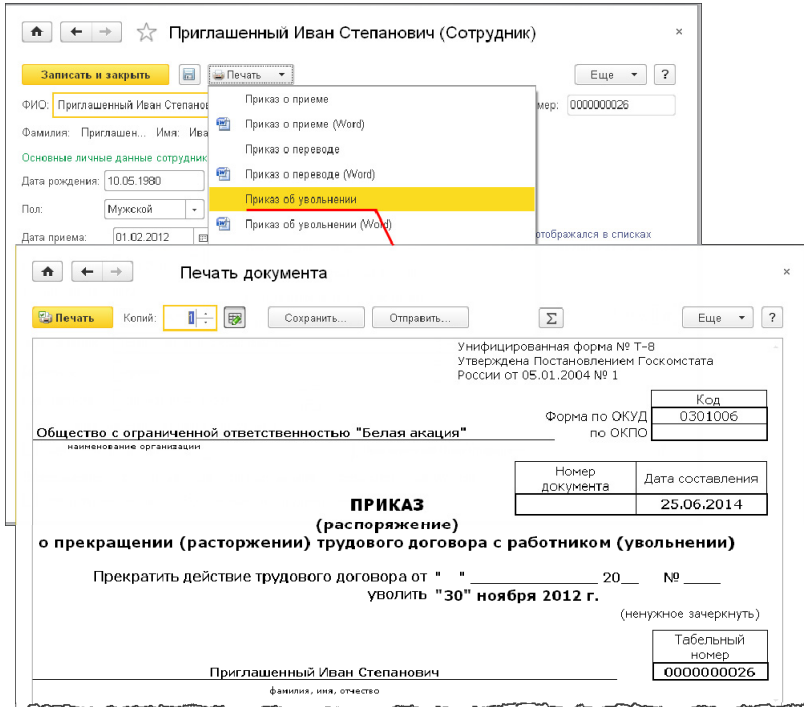 Приглашенный Иван Степанович (Сотрудник)
Записать и закрыть Печать Еще ?
ФИО: Приглашенный Иван Степано мер: 0000000026
Фамилия: Приглашен... Имя: Ива
Основные личные данные сотрудник
Дата рождения: 10.05.1980
Пол: Мужской
Дата приема: 01.02.2012 отображался в списках
Приказ о приеме
Приказ о приеме (Word)
Приказ о переводе
Приказ о переводе (Word)
Приказ об увольнении
Приказ об увольнении (Word)
Печать документа
Печать Копий: 1 Сохранить... Отправить... Σ Еще ?
Унифицированная форма № Т-8
Утверждена Постановлением Госкомстата
России от 05.01.2004 № 1
Код
Форма по ОКУД 0301006
Общество с ограниченной ответственностью "Белая акация" по ОКПО
наименование организации
Номер документа Дата составления
25.06.2014
ПРИКАЗ
(распоряжение)
о прекращении (расторжении) трудового договора с работником (увольнении)
Прекратить действие трудового договора от " " ____________ 20__ № ____
уволить "30" ноября 2012 г.
(ненужное зачеркнуть)
Табельный
номер
Приглашенный Иван Степанович 0000000026
фамилия, имя, отчество